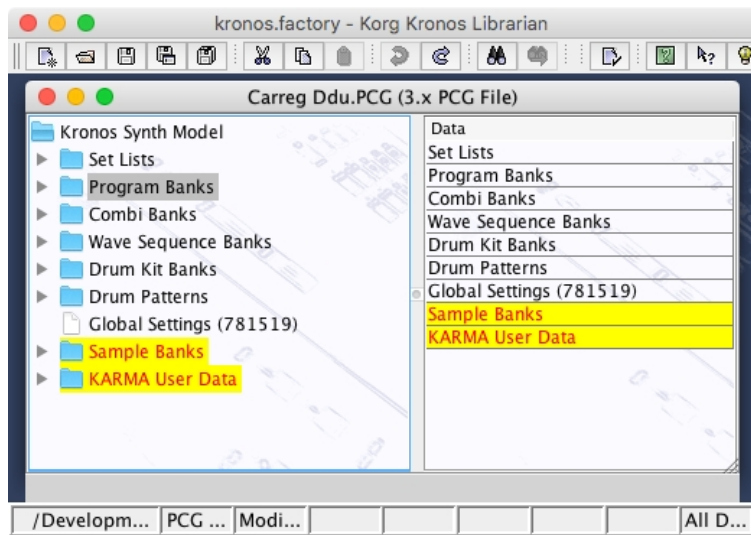 kronos.factory - Korg Kronos Librarian
Carreg Ddu.PCG (3.x PCG File)
Kronos Synth Model
Set Lists
Program Banks
Combi Banks
Wave Sequence Banks
Drum Kit Banks
Drum Patterns
Global Settings (781519)
Sample Banks
KARMA User Data
Data
Set Lists
Program Banks
Combi Banks
Wave Sequence Banks
Drum Kit Banks
Drum Patterns
Global Settings (781519)
Sample Banks
KARMA User Data
/Developm... PCG ... Modi... All D...